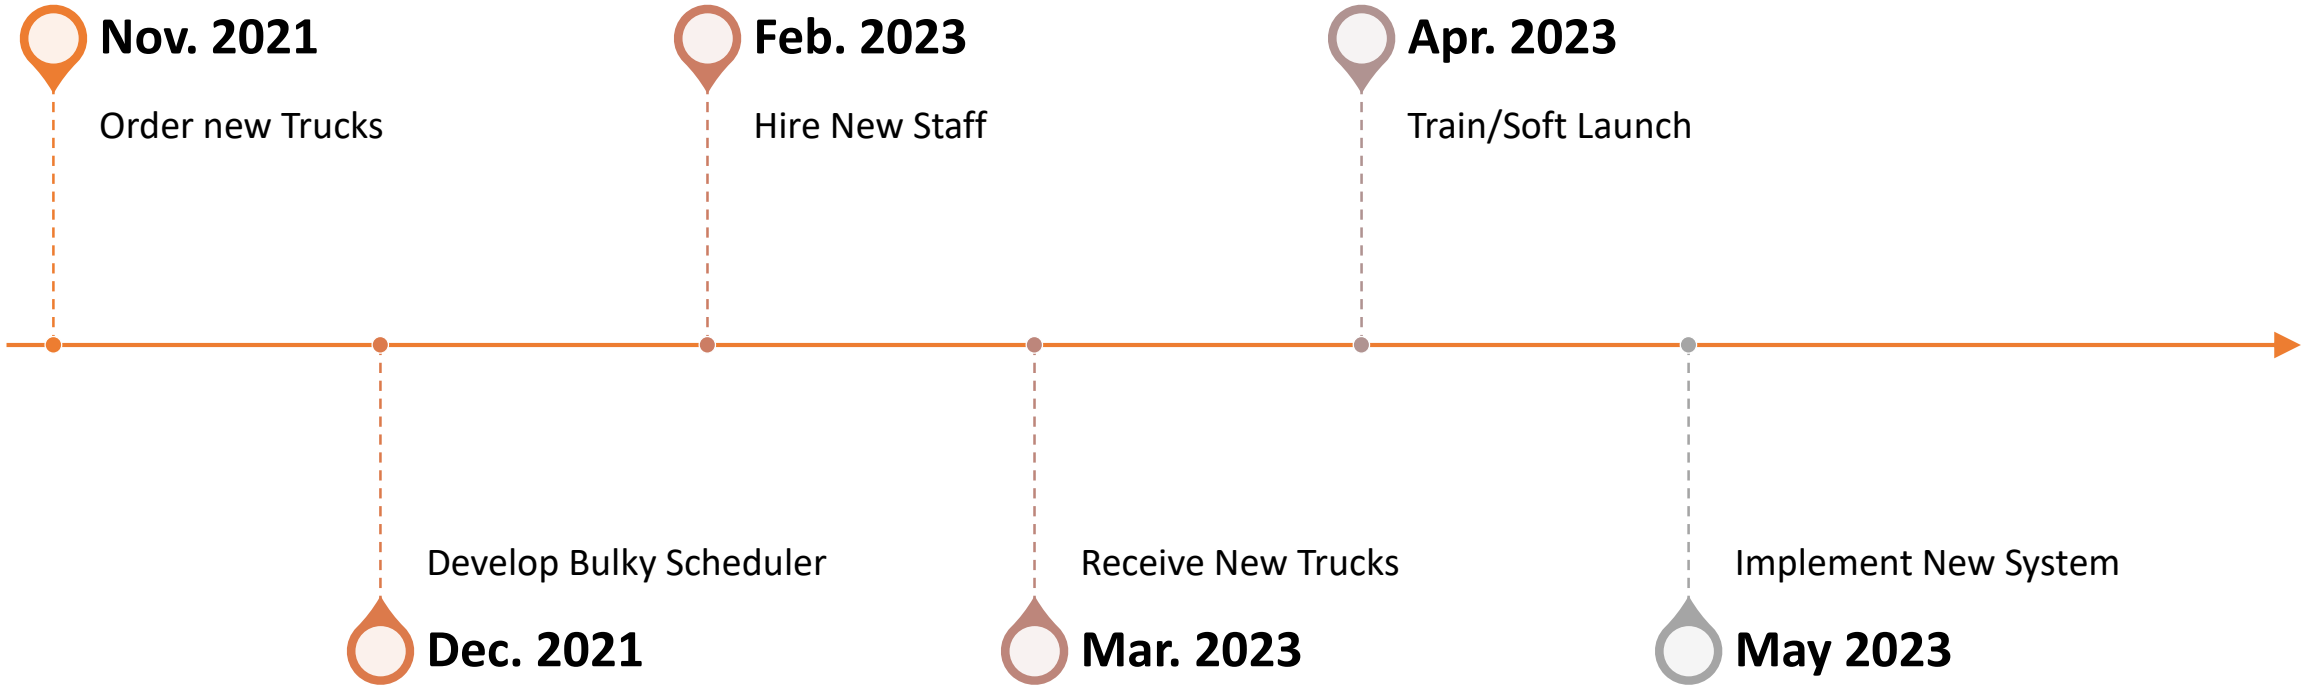 Nov. 2021
Order new Trucks
Develop Bulky Scheduler
Dec. 2021
Feb. 2023
Hire New Staff
Receive New Trucks
Mar. 2023
Apr. 2023
Train/Soft Launch
Implement New System
May 2023